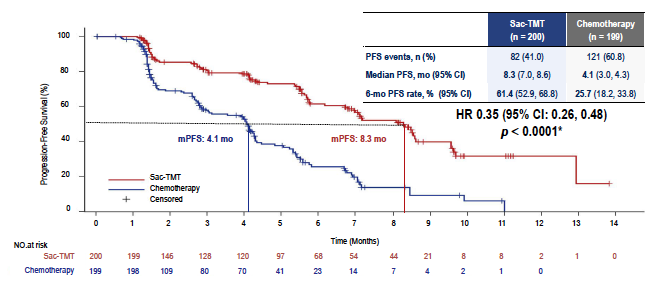 Sac-TMT Chemotherapy
(n = 200) (n = 199)
PFS events, n (%) 82 (41.0) 121 (60.8)
Median PFS, mo (95% CI) 8.3 (7.0, 8.6) 4.1 (3.0, 4.3)
6-mo PFS rate, % (95% CI) 61.4 (52.9, 68.8) 25.7 (18.2, 33.8)
HR 0.35 (95% CI: 0.26, 0.48)
p < 0.0001*
Progression-Free Survival (%)
100
80
60
40
20
0
mPFS: 4.1 mo mPFS: 8.3 mo
Sac-TMT
Chemotherapy
Censored
0 1 2 3 4 5 6 7 8 9 10 11 12 13 14
Time (Months)
NO.at risk
Sac-TMT 200 199 146 128 120 97 68 54 44 21 8 8 2 1 0
Chemotherapy 199 198 109 80 70 41 23 14 7 4 2 1 0